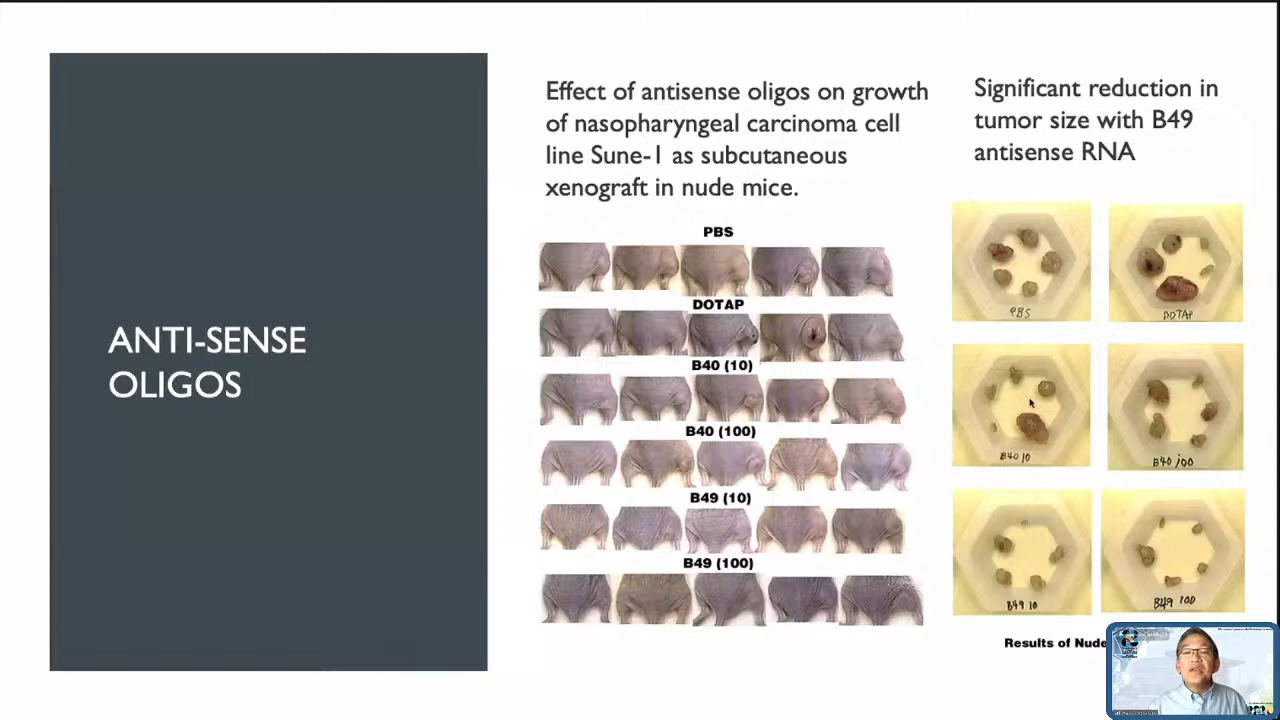 ANTI-SENSE
OLIGOS
Effect of antisense oligos on growth
of nasopharyngeal carcinoma cell
line Sune-1 as subcutaneous
xenograft in nude mice.
PBS
DOTAP
B40 (10)
B40 (100)
B49 (10)
B49 (100)
Significant reduction in
tumor size with B49
antisense RNA
PBS
DOTAP
B40 10
B40 100
B49 10
B49 100
Results of Nude